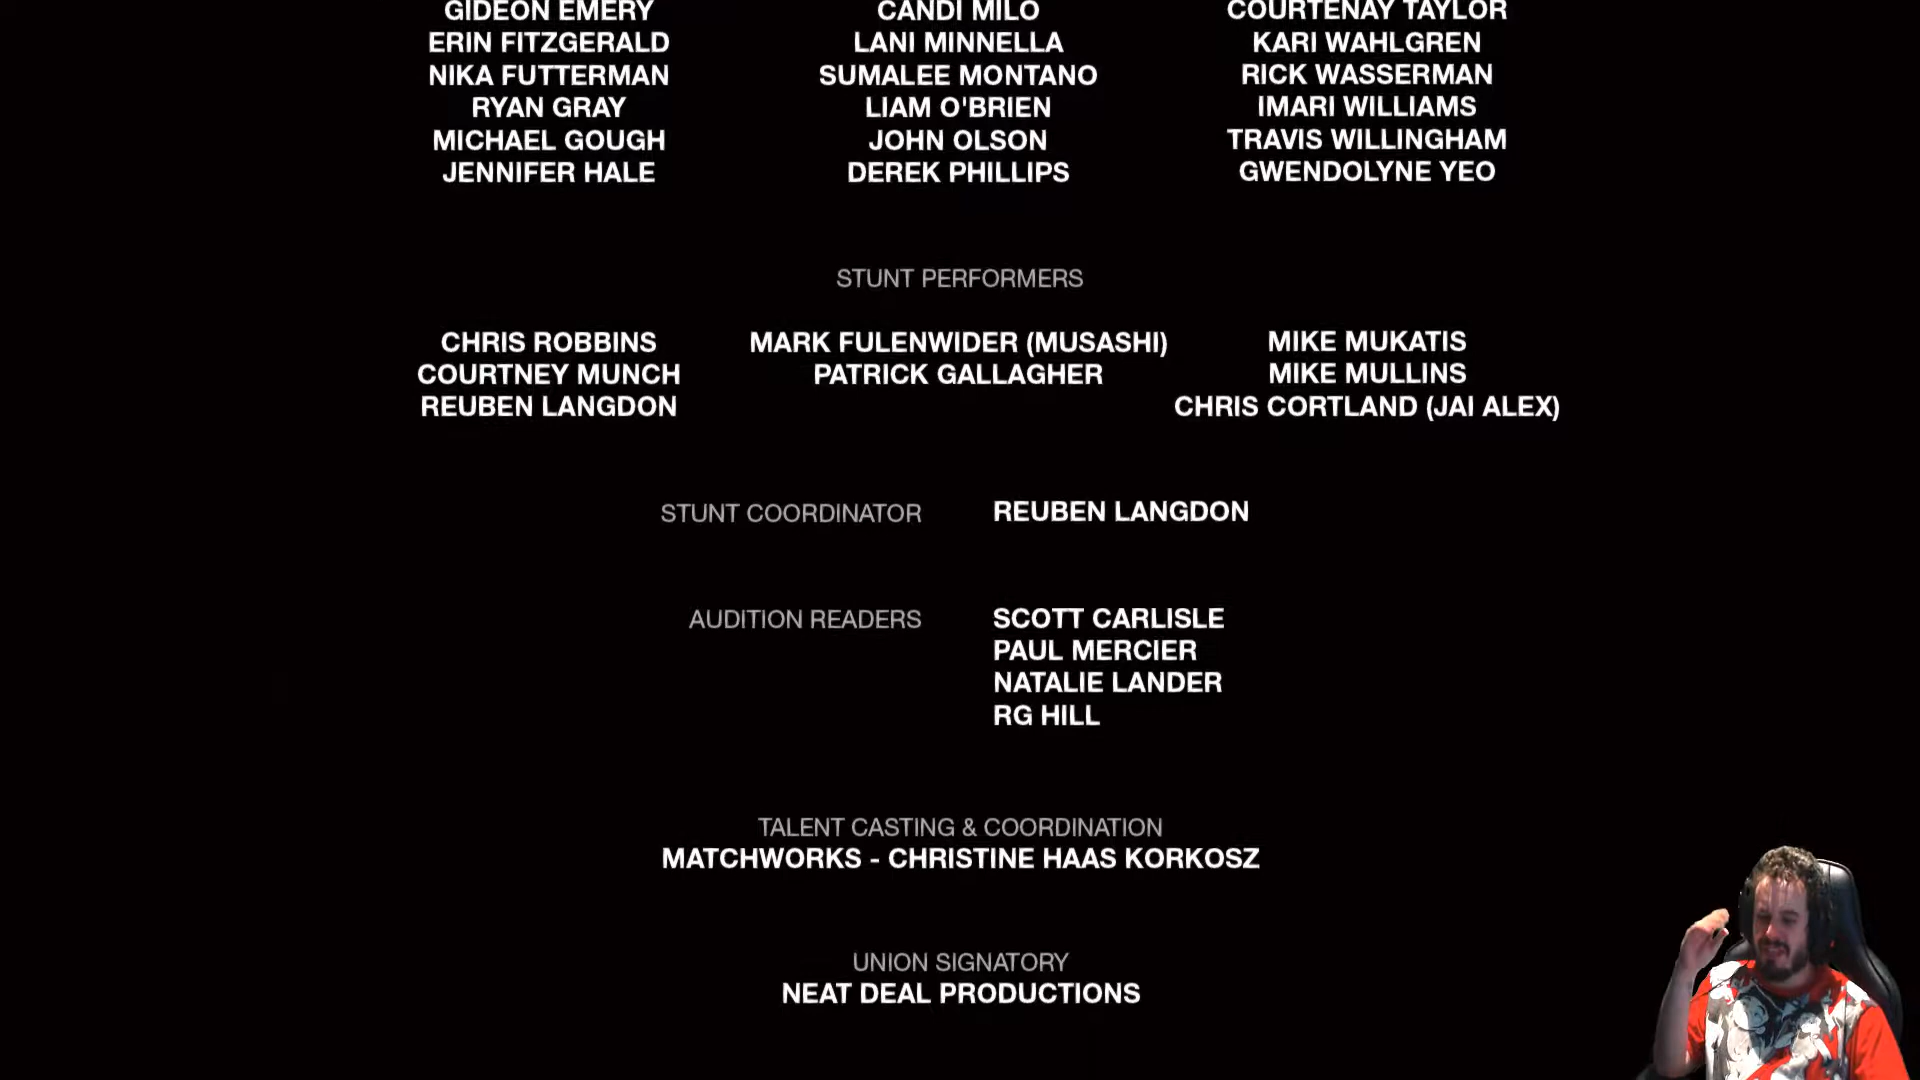 GIDEON EMERY
ERIN FITZGERALD
NIKA FUTTERMAN
RYAN GRAY
MICHAEL GOUGH
JENNIFER HALE
CANDI MILO
LANI MINNELLA
SUMALEE MONTANO
LIAM O'BRIEN
JOHN OLSON
DEREK PHILLIPS
COURTENAY TAYLOR
KARI WAHLGREN
RICK WASSERMAN
IMARI WILLIAMS
TRAVIS WILLINGHAM
GWENDOLYNE YEO
STUNT PERFORMERS
CHRIS ROBBINS
COURTNEY MUNCH
REUBEN LANGDON
MARK FULENWIDER (MUSASHI)
PATRICK GALLAGHER
MIKE MUKATIS
MIKE MULLINS
CHRIS CORTLAND (JAI ALEX)
STUNT COORDINATOR REUBEN LANGDON
AUDITION READERS SCOTT CARLISLE
PAUL MERCIER
NATALIE LANDER
RG HILL
TALENT CASTING & COORDINATION
MATCHWORKS - CHRISTINE HAAS KORKOSZ
UNION SIGNATORY
NEAT DEAL PRODUCTIONS